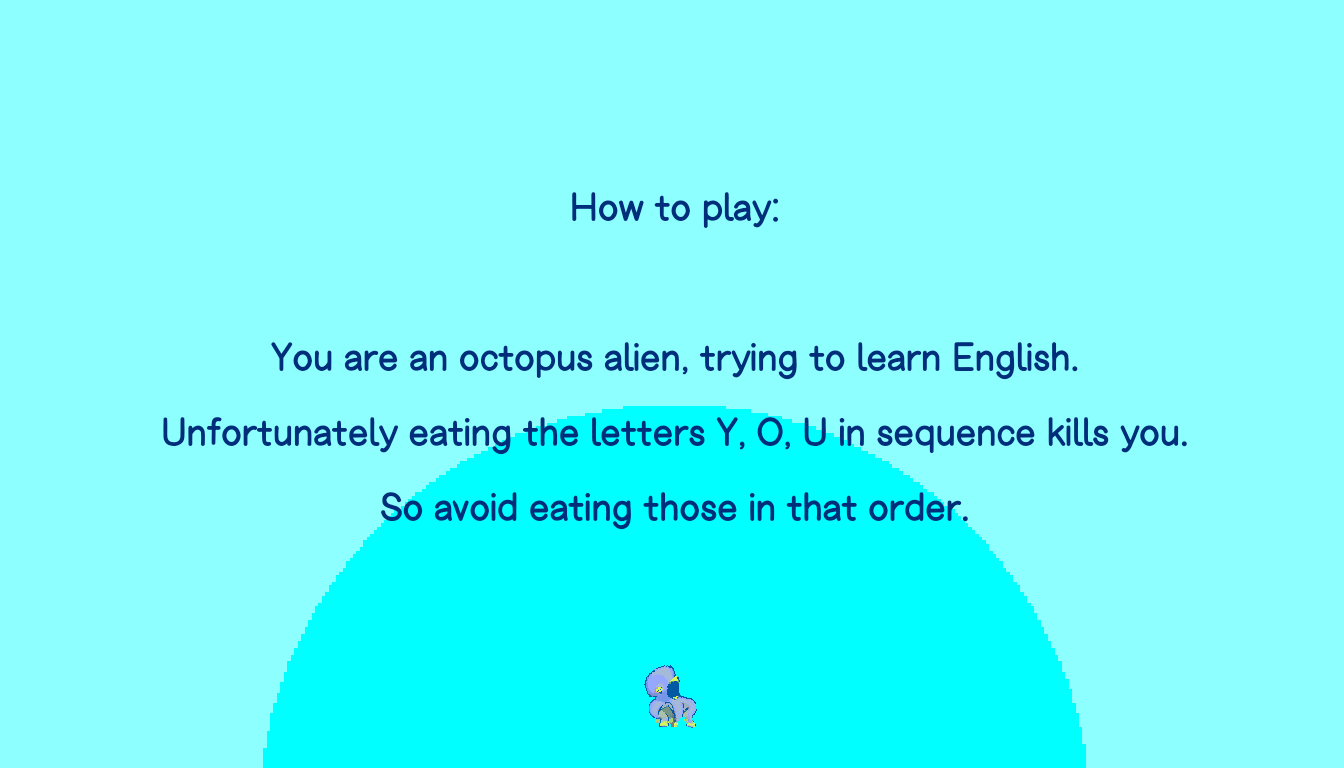 How to play:
You are an octopus alien, trying to learn English.
Unfortunately eating the letters Y, O, U in sequence kills you.
So avoid eating those in that order.